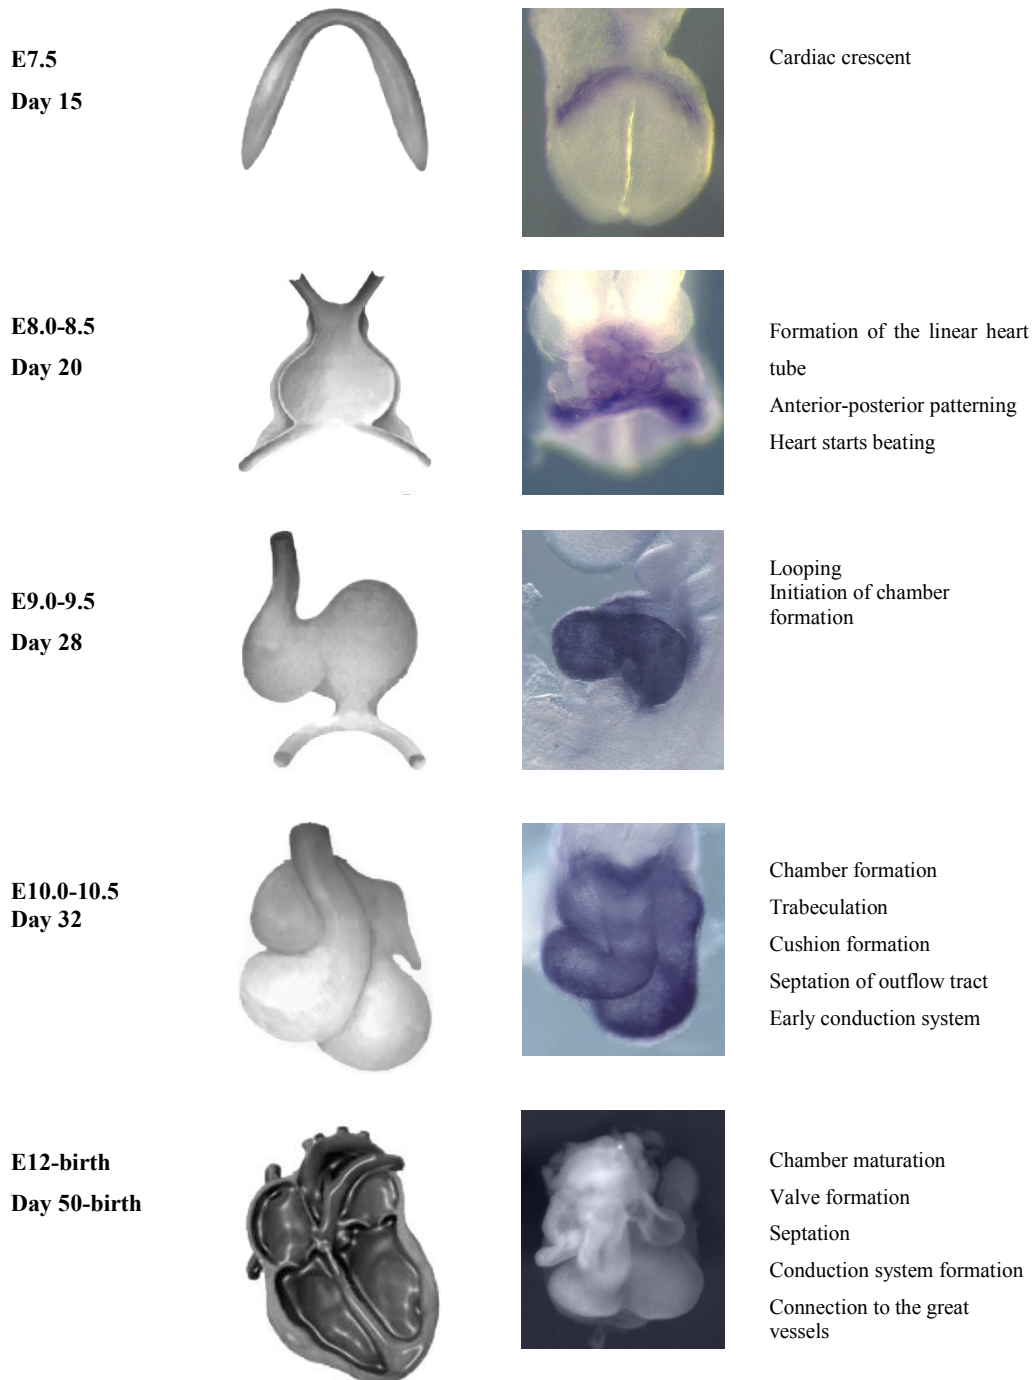 E7.5
Day 15
Cardiac crescent
E8.0-8.5
Day 20
Formation of the linear heart
tube
Anterior-posterior patterning
Heart starts beating
E9.0-9.5
Day 28
Looping
Initiation of chamber
formation
E10.0-10.5
Day 32
Chamber formation
Trabeculation
Cushion formation
Septation of outflow tract
Early conduction system
E12-birth
Day 50-birth
Chamber maturation
Valve formation
Septation
Conduction system formation
Connection to the great
vessels